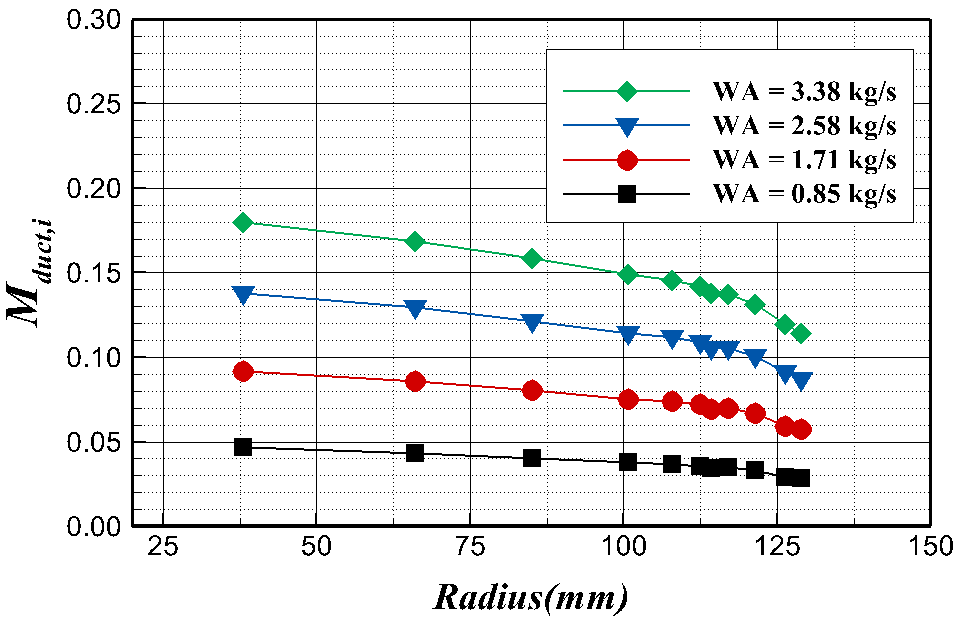 0.30
0.25
0.20
0.15
0.10
0.05
0.00
M duct,i
WA = 3.38 kg/s
WA = 2.58 kg/s
WA = 1.71 kg/s
WA = 0.85 kg/s
25 50 75 100 125 150
Radius(mm)